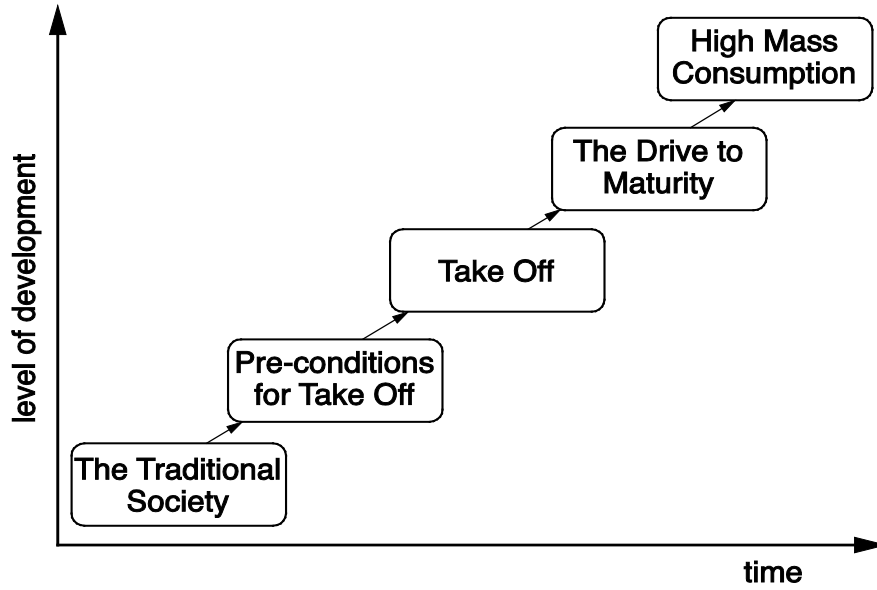 High Mass
Consumption
The Drive to
Maturity
Take Off
Pre-conditions
for Take Off
The Traditional
Society
level of development
time